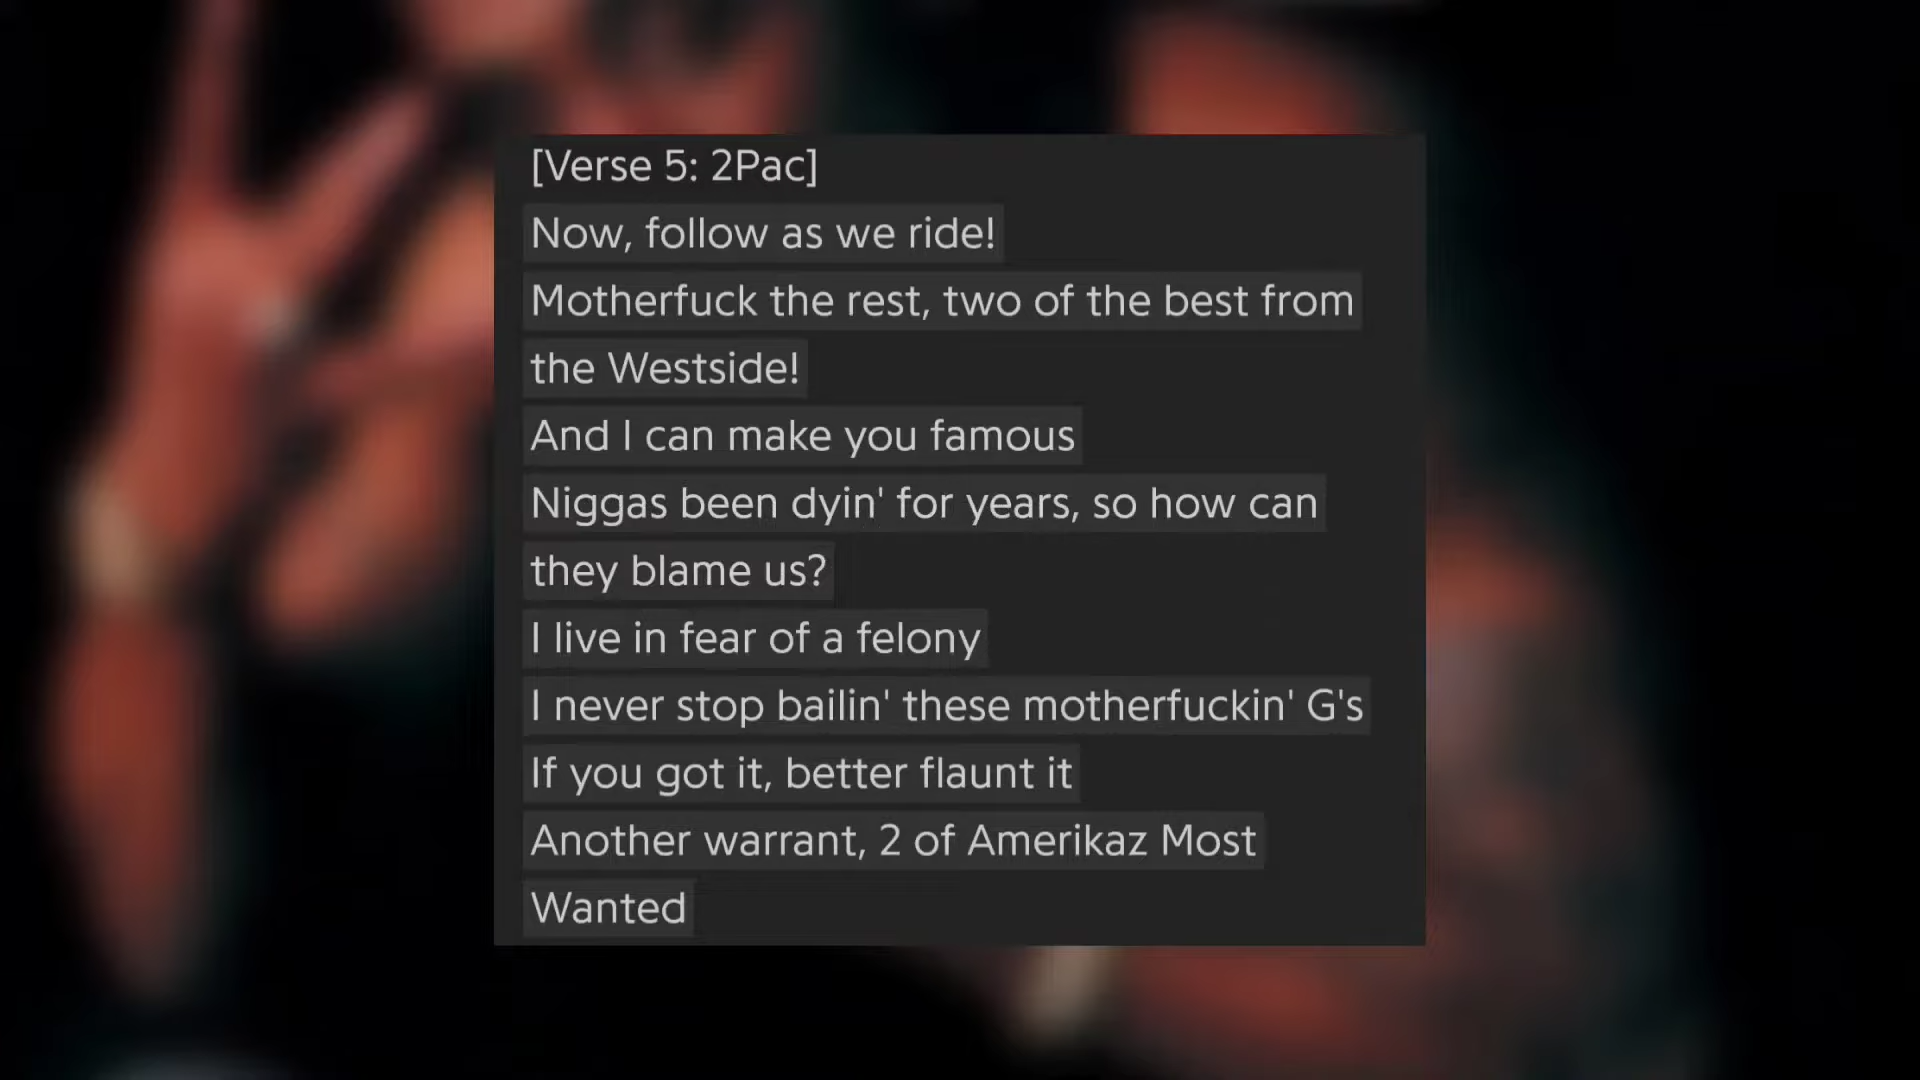 [Verse 5: 2Pac]
Now, follow as we ride!
Motherfuck the rest, two of the best from
the Westside!
And I can make you famous
Niggas been dyin' for years, so how can
they blame us?
I live in fear of a felony
I never stop bailin' these motherfuckin' G's
If you got it, better flaunt it
Another warrant, 2 of Amerikaz Most
Wanted